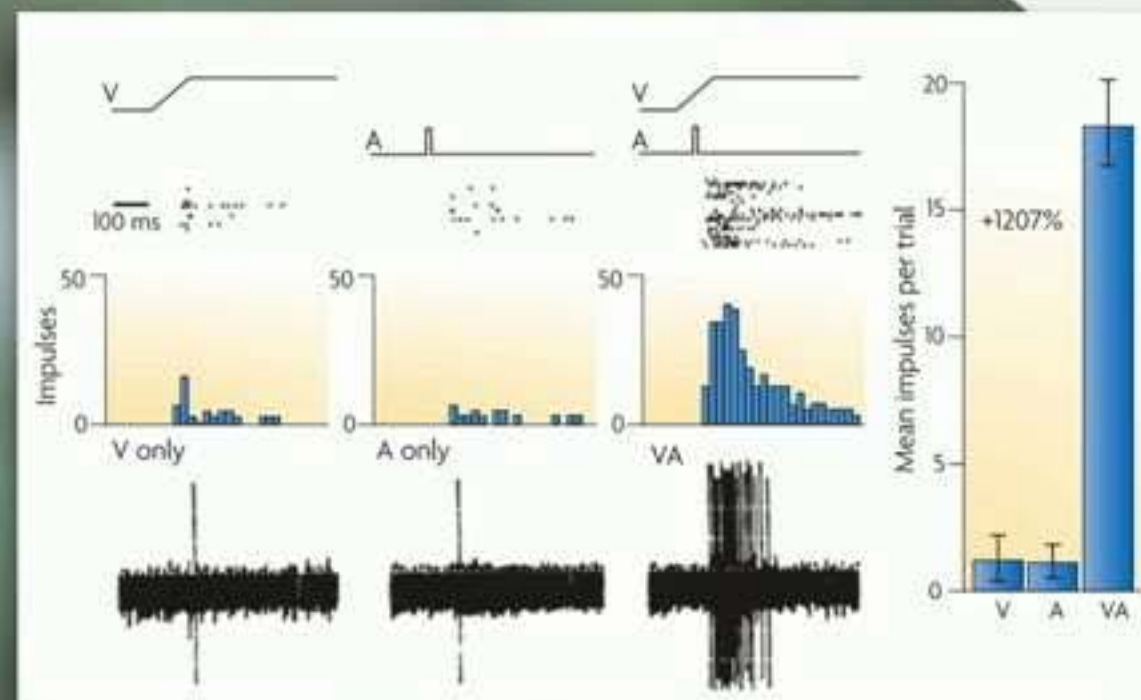 V
A
V
A
100 ms
Impulses
50
0
V only
50
0
A only
50
0
VA
Mean impulses per trial
20
15
10
5
0
+1207%
V
A
VA